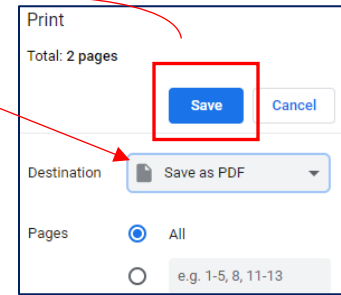 Print
Total: 2 pages
Save Cancel
Destination Save as PDF
Pages All
e.g. 1-5, 8, 11-13